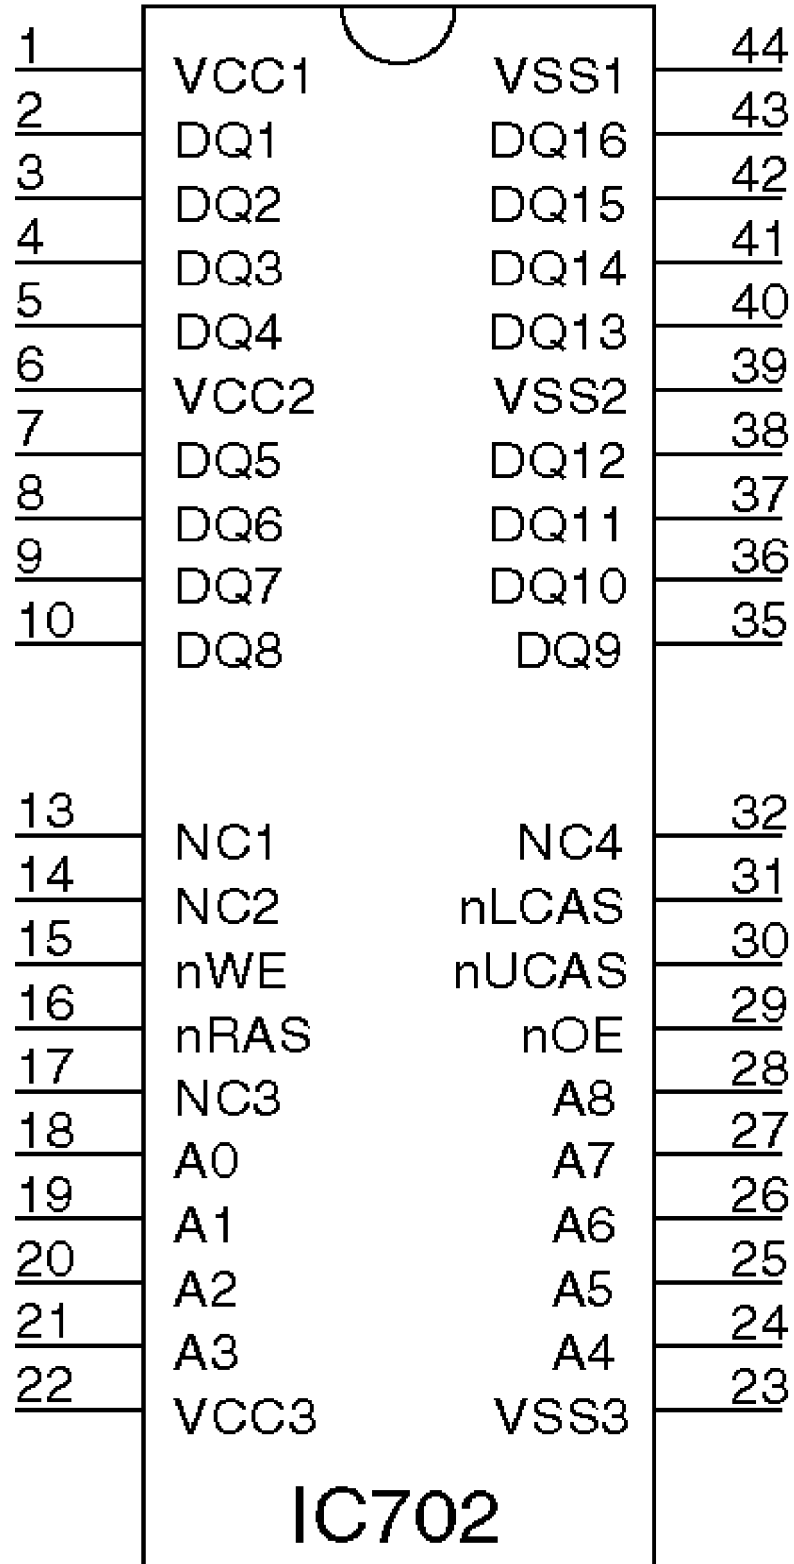 1 VCC1 VSS1 44
2 DQ1 DQ16 43
3 DQ2 DQ15 42
4 DQ3 DQ14 41
5 DQ4 DQ13 40
6 VCC2 VSS2 39
7 DQ5 DQ12 38
8 DQ6 DQ11 37
9 DQ7 DQ10 36
10 DQ8 DQ9 35
13 NC1 NC4 32
14 NC2 nLCAS 31
15 nWE nUCAS 30
16 nRAS nOE 29
17 NC3 A8 28
18 A0 A7 27
19 A1 A6 26
20 A2 A5 25
21 A3 A4 24
22 VCC3 VSS3 23
IC702